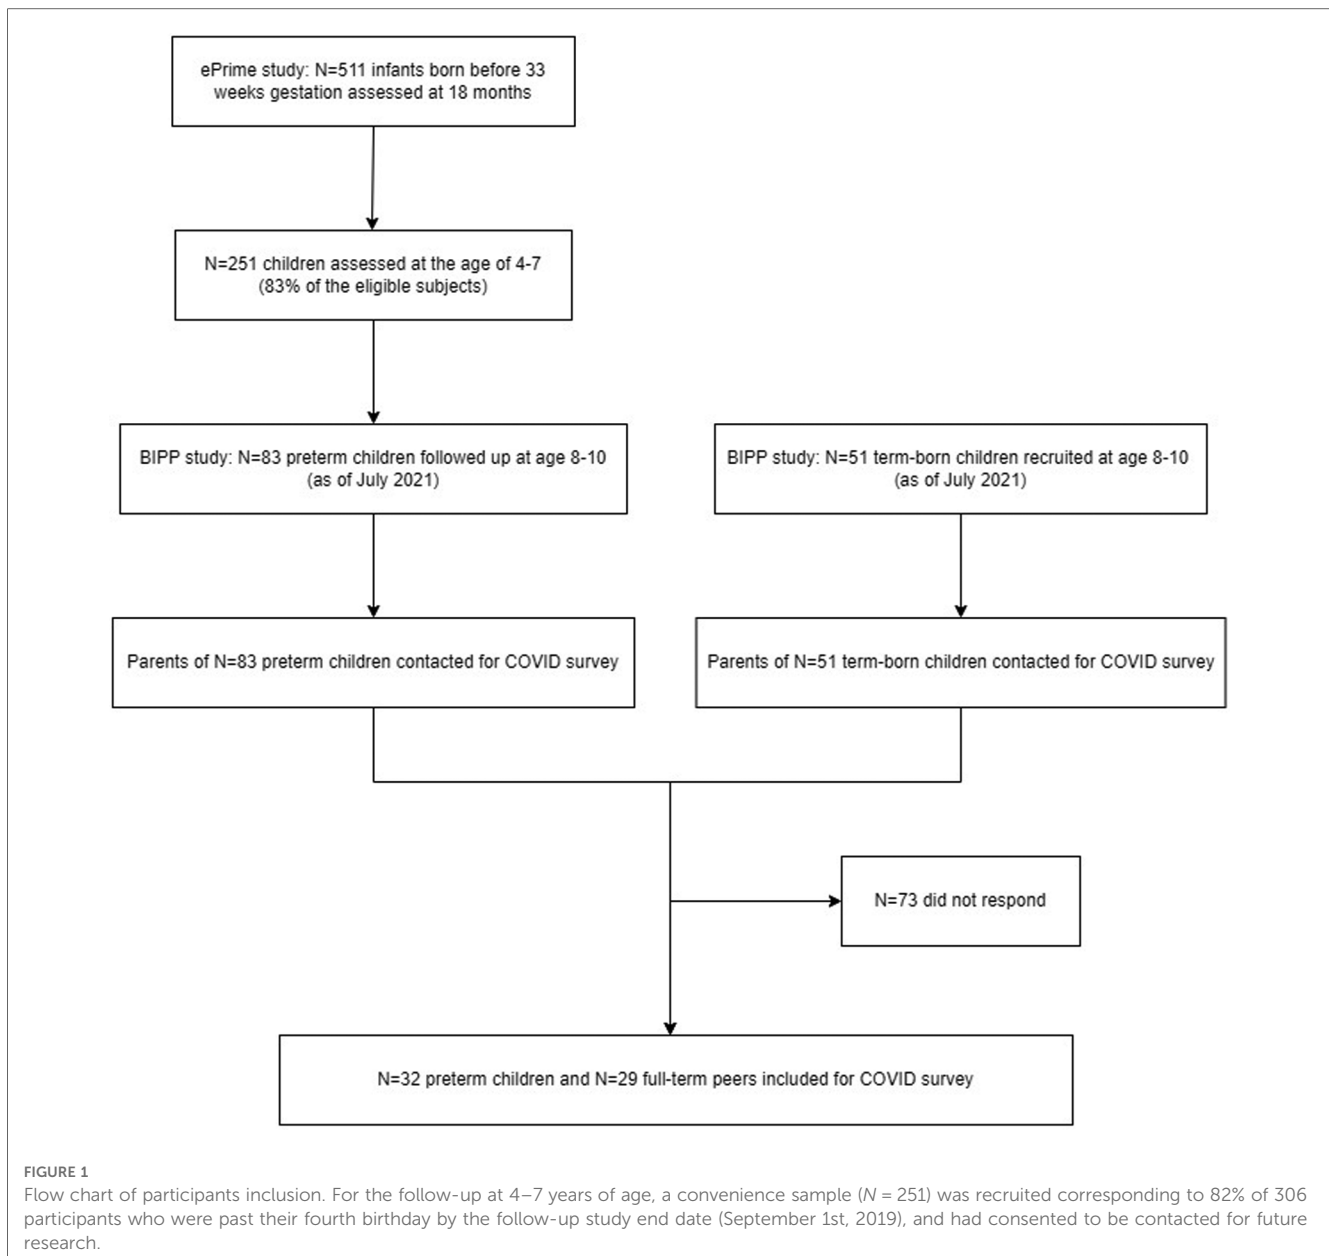 ePrime study: N=511 infants born before 33
weeks gestation assessed at 18 months
N=251 children assessed at the age of 4-7
(83% of the eligible subjects)
BIPP study: N=83 preterm children followed up at age 8-10
(as of July 2021)
BIPP study: N=51 term-born children recruited at age 8-10
(as of July 2021)
Parents of N=83 preterm children contacted for COVID survey
Parents of N=51 term-born children contacted for COVID survey
N=73 did not respond
N=32 preterm children and N=29 full-term peers included for COVID survey
FIGURE 1
Flow chart of participants inclusion. For the follow-up at 4–7 years of age, a convenience sample (N = 251) was recruited corresponding to 82% of 306
participants who were past their fourth birthday by the follow-up study end date (September 1st, 2019), and had consented to be contacted for future
research.